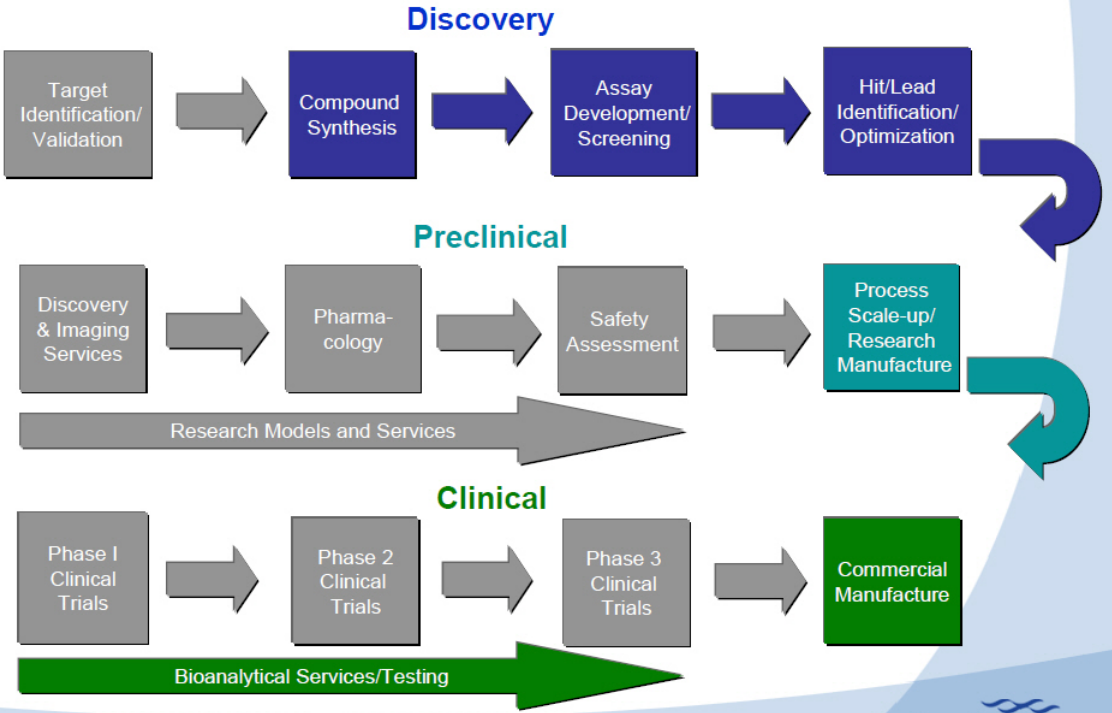 Discovery
Target
Identification/
Validation
Compound
Synthesis
Assay
Development/
Screening
Hit/Lead
Identification/
Optimization
Preclinical
Discovery
& Imaging
Services
Pharma-
cology
Safety
Assessment
Process
Scale-up/
Research
Manufacture
Research Models and Services
Clinical
Phase I
Clinical
Trials
Phase 2
Clinical
Trials
Phase 3
Clinical
Trials
Commercial
Manufacture
Bioanalytical Services/Testing